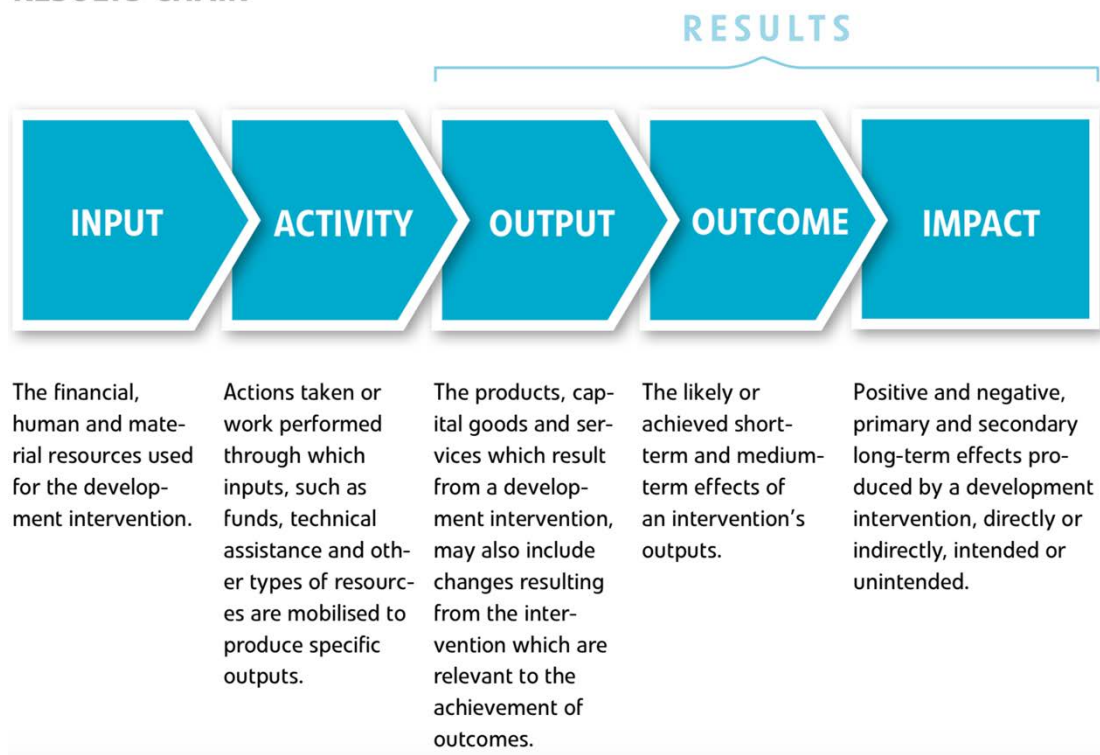 RESULTS
INPUT
ACTIVITY
OUTPUT
OUTCOME
IMPACT
The financial,
human and mate-
rial resources used
for the develop-
ment intervention.
Actions taken or
work performed
through which
inputs, such as
funds, technical
assistance and oth-
er types of resourc-
es are mobilised to
produce specific
outputs.
The products, cap-
ital goods and ser-
vices which result
from a develop-
ment intervention,
may also include
changes resulting
from the inter-
vention which are
relevant to the
achievement of
outcomes.
The likely or
achieved short-
term and medium-
term effects of
an intervention's
outputs.
Positive and negative,
primary and secondary
long-term effects pro-
duced by a development
intervention, directly or
indirectly, intended or
unintended.